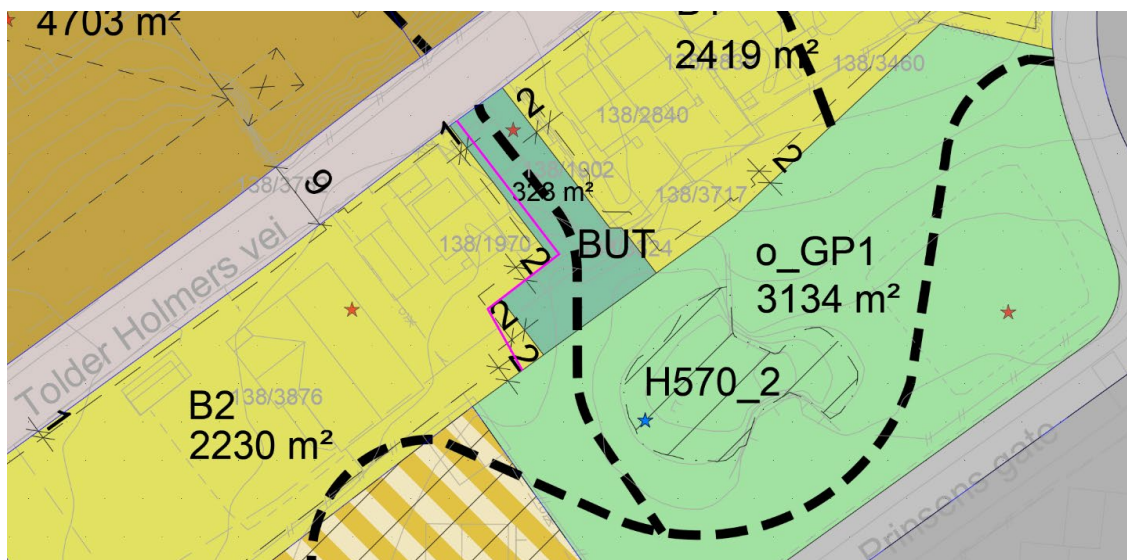 4703 m²
2419 m²
138/3460
138/2840
2
1
138/1902
323 m²
2
138/3717
9
138/1970
BUT
24
2
o_GP1
3134 m²
2
2
Tolder Holmers vei
H570_2
138/3876
B2
2230 m²
1
Prinsens gate